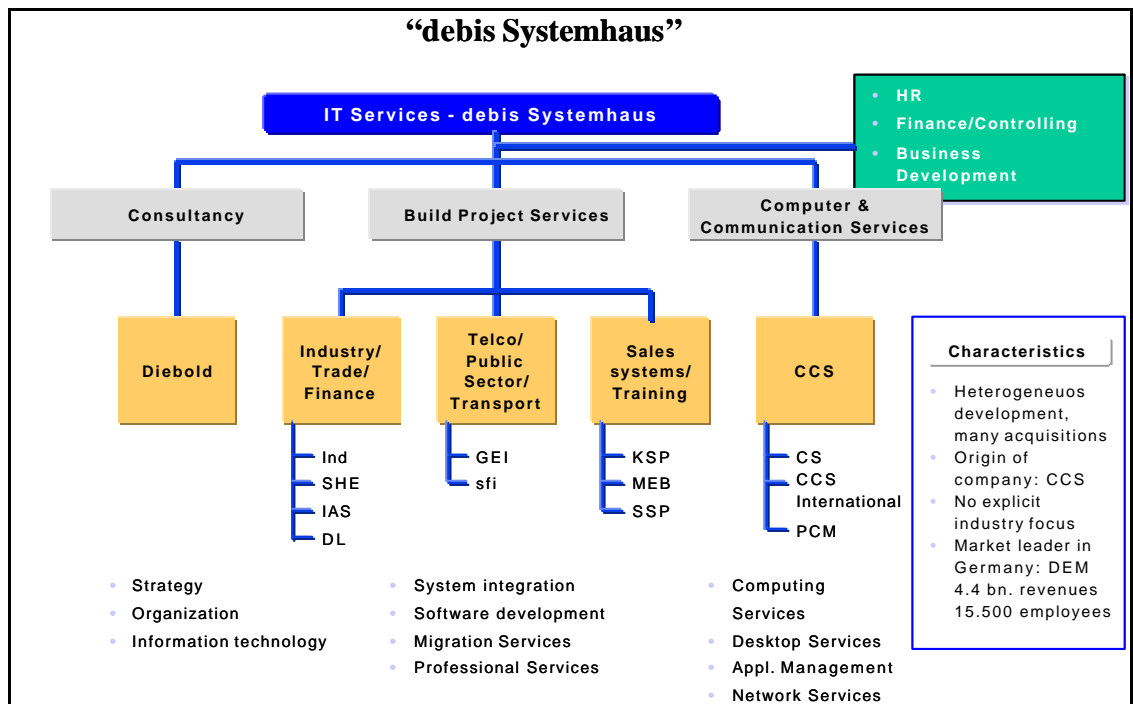 “debis Systemhaus”
IT Services - debis Systemhaus
• HR
• Finance/Controlling
• Business
Development
Consultancy
Build Project Services
Computer &
Communication Services
Diebold
Industry/
Trade/
Finance
Telco/
Public
Sector/
Transport
Sales
systems/
Training
CCS
Ind
SHE
IAS
DL
GEI
sfi
KSP
MEB
SSP
CS
CCS
International
PCM
Characteristics
• Heterogeneuos
development,
many acquisitions
• Origin of
company: CCS
• No explicit
industry focus
• Market leader in
Germany: DEM
4.4 bn. revenues
15.500 employees
• Strategy
• Organization
• Information technology
• System integration
• Software development
• Migration Services
• Professional Services
• Computing
Services
• Desktop Services
• Appl. Management
• Network Services